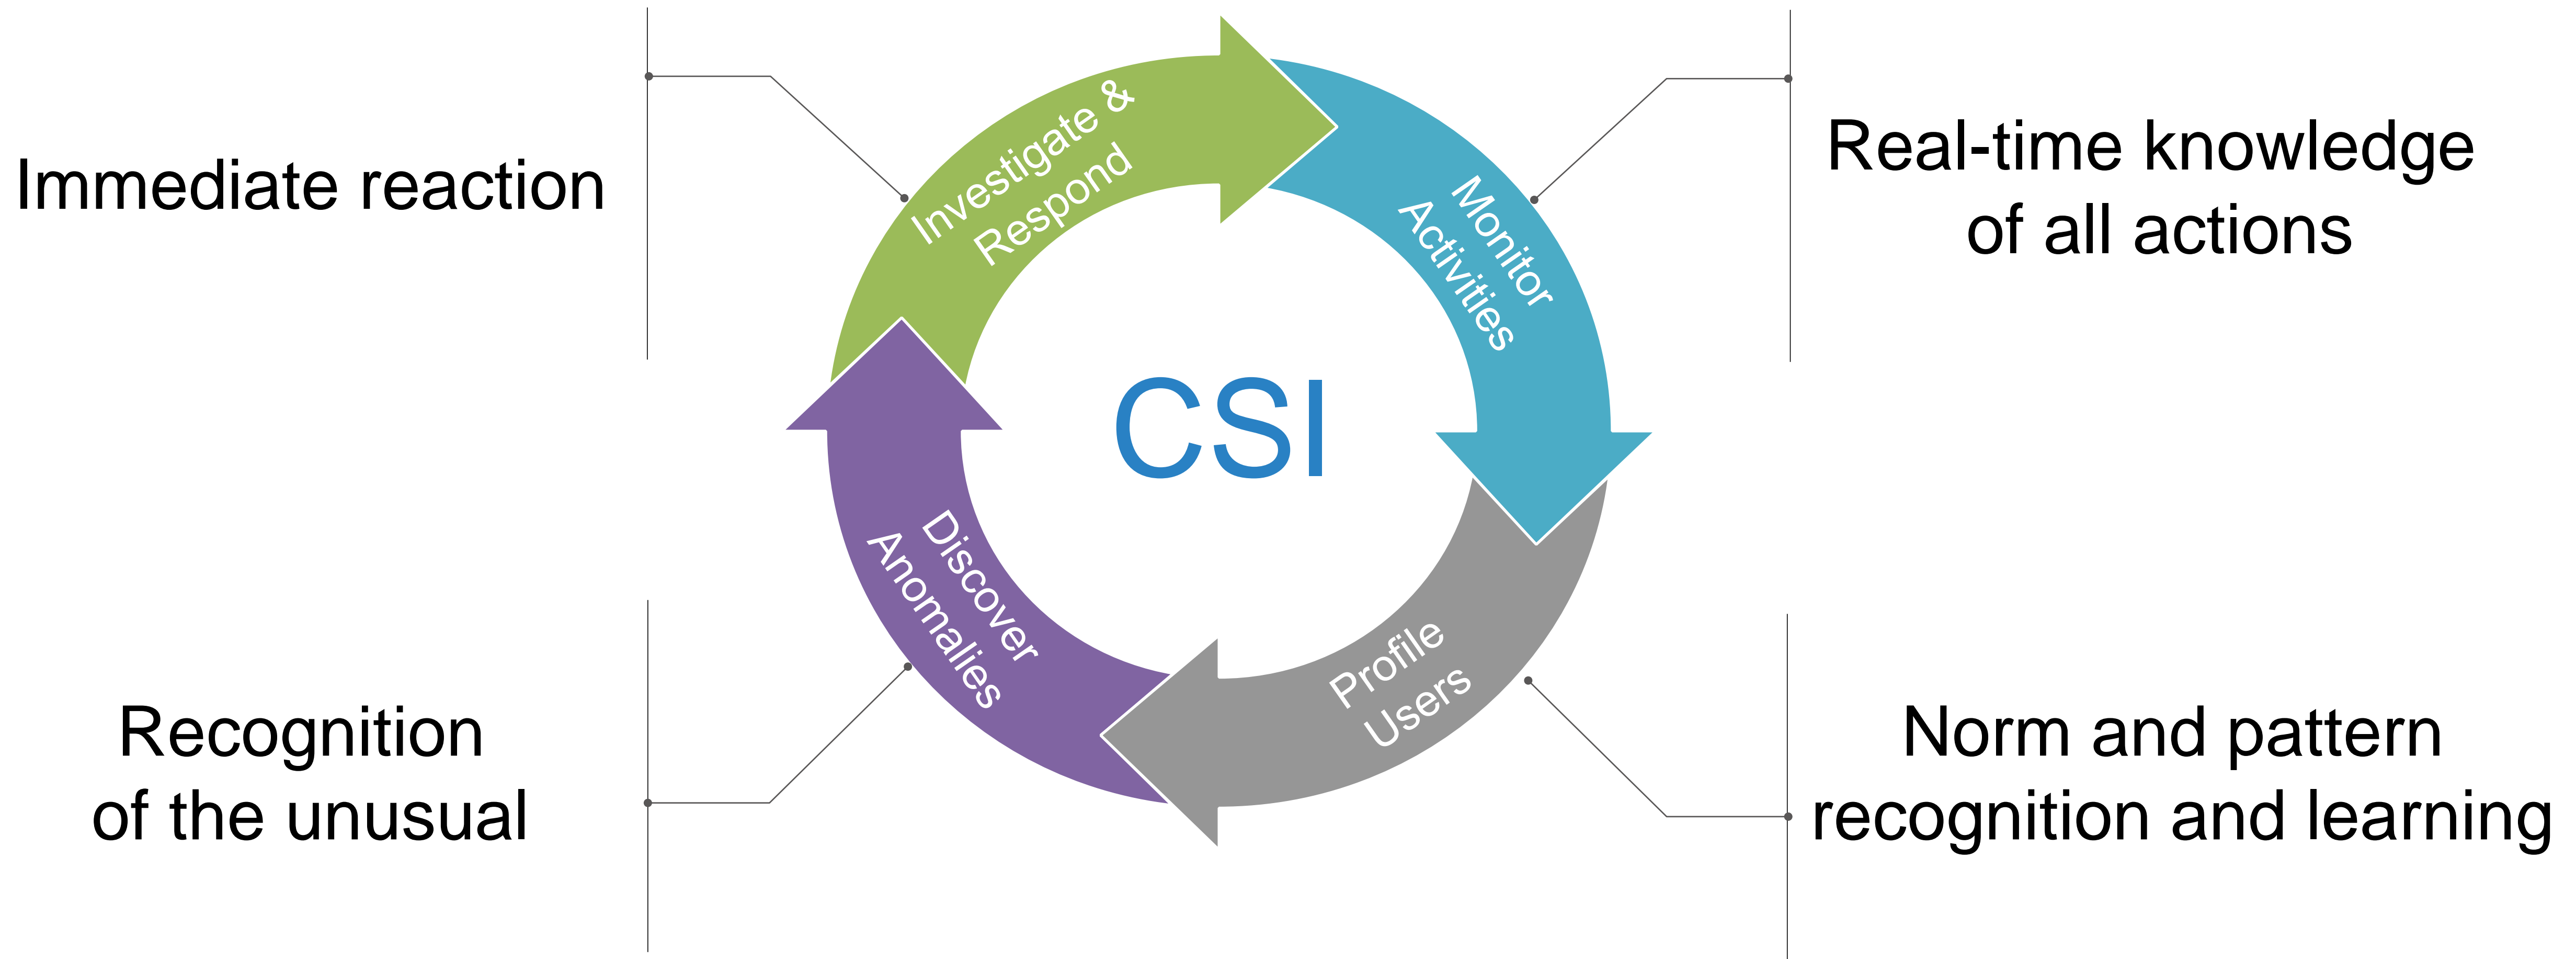 Immediate reaction
Investigate &
Respond
Monitor
Activities
Real-time knowledge
of all actions
CSI
Discover
Anomalies
Profile
Users
Recognition
of the unusual
Norm and pattern
recognition and learning